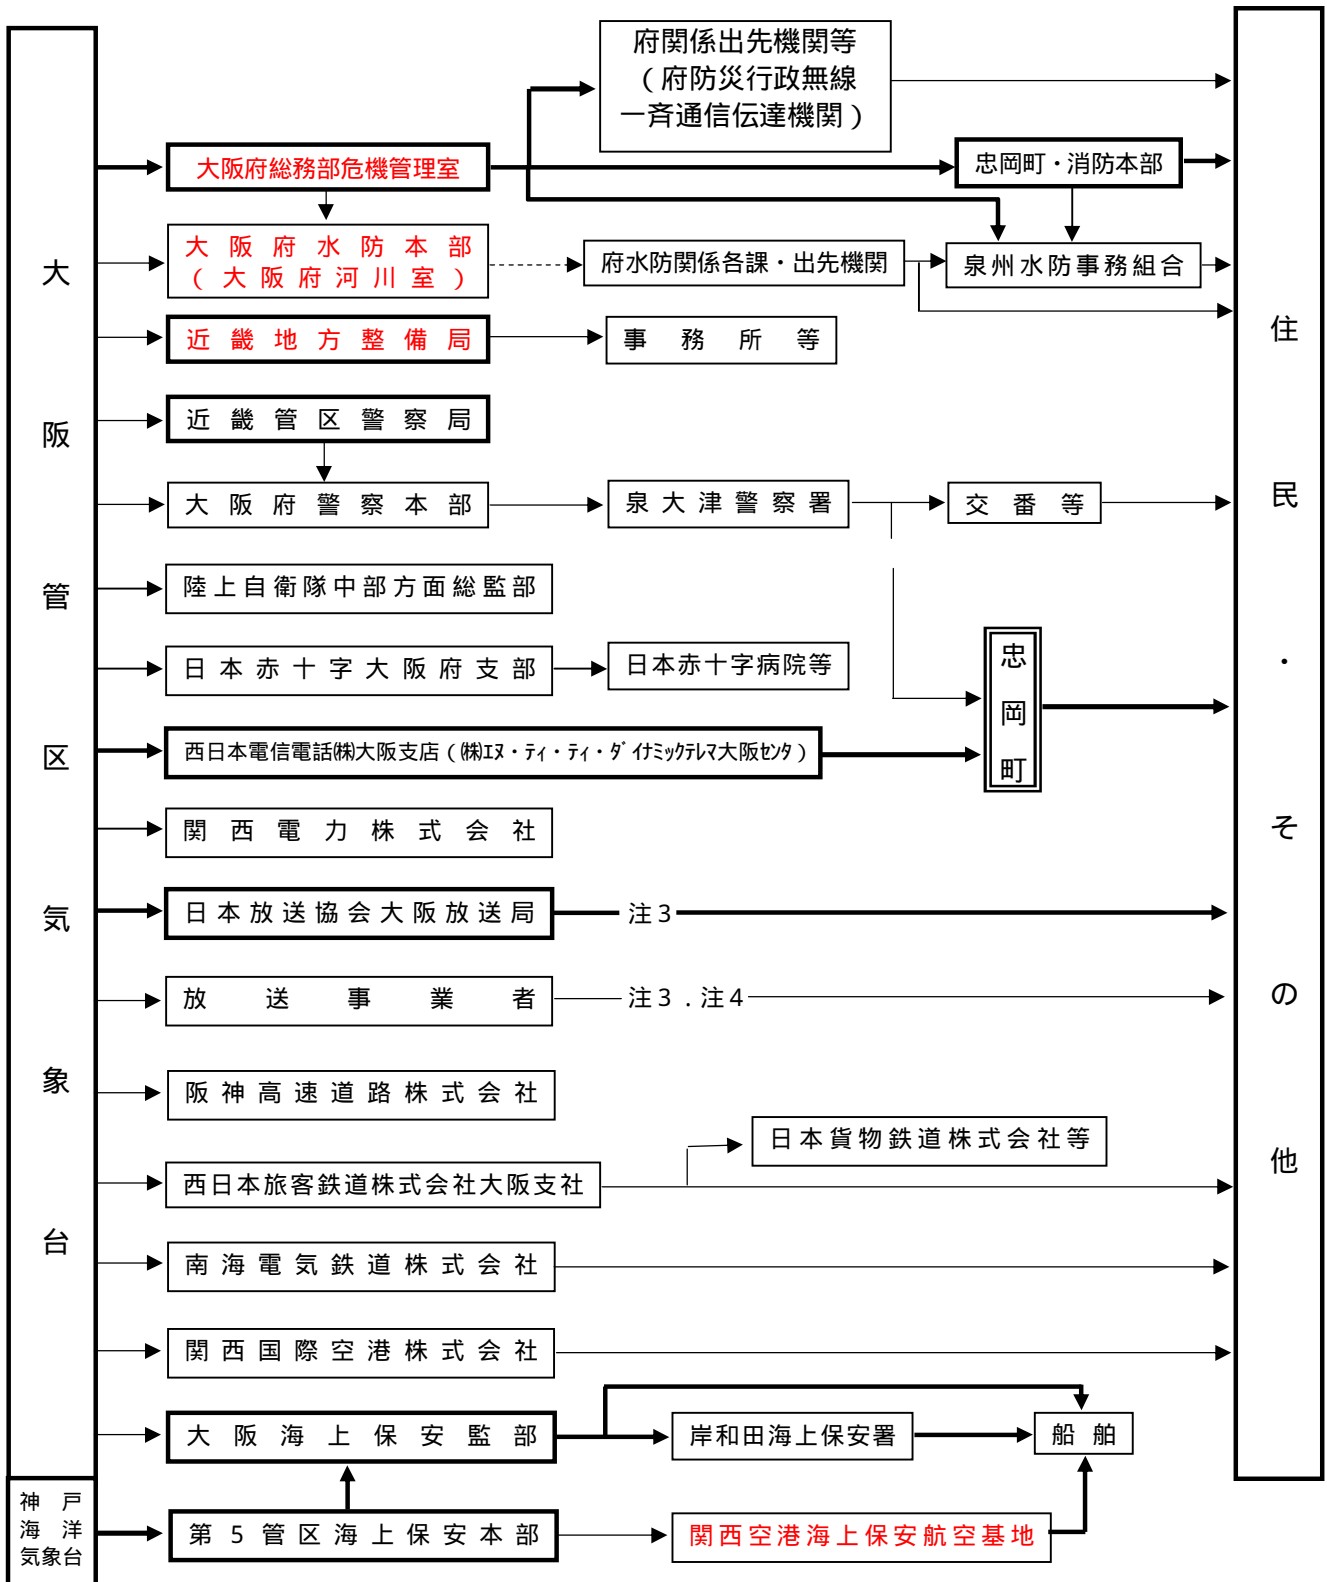 大阪管区気象台
神戸
海洋
気象台
府関係出先機関等
(府防災行政無線
一斉通信伝達機関)
大阪府総務部危機管理室
忠岡町・消防本部
大阪府水防本部
(大阪府河川室)
府水防関係各課・出先機関
泉州水防事務組合
近畿地方整備局
事務所等
近畿管区警察局
大阪府警察本部
泉大津警察署
交番等
陸上自衛隊中部方面総監部
日本赤十字大阪府支部
日本赤十字病院等
忠岡町
西日本電信電話㈱大阪支店(㈱エヌ・ティ・ティ・ダイナミックテレマ大阪センタ)
関西電力株式会社
日本放送協会大阪放送局
注3
放送事業者
注3.注4
阪神高速道路株式会社
日本貨物鉄道株式会社等
西日本旅客鉄道株式会社大阪支社
南海電気鉄道株式会社
関西国際空港株式会社
大阪海上保安監部
岸和田海上保安署
船舶
第5管区海上保安本部
関西空港海上保安航空基地
住民・その他